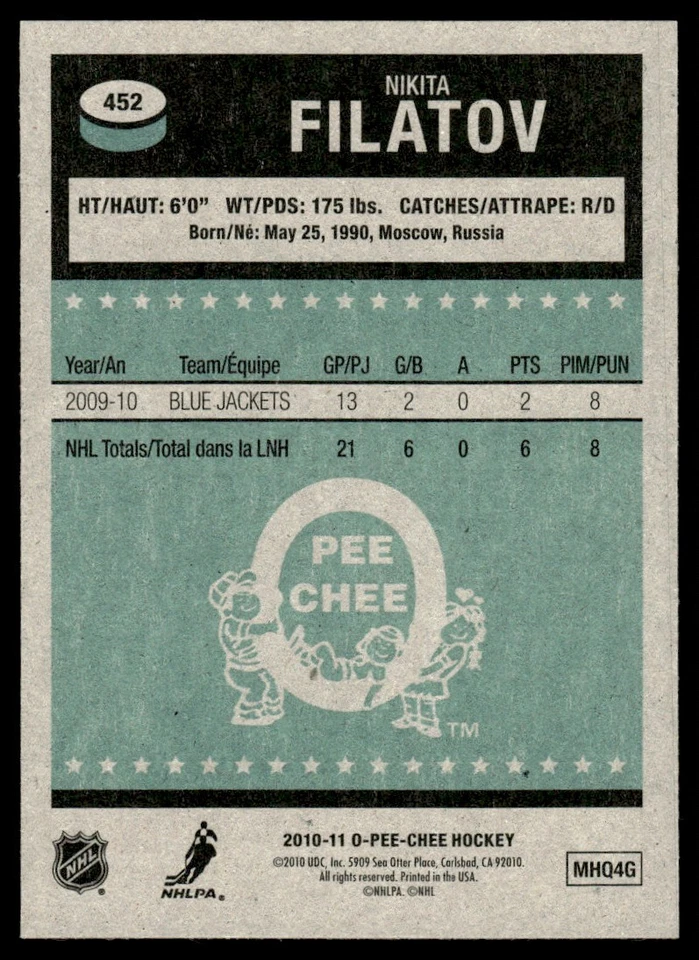 452
NIKITA
FILATOV
HT/HAUT: 6'0" WT/PDS: 175 lbs. CATCHES/ATTRAPE: R/D
Born/Né: May 25, 1990, Moscow, Russia
Year/An Team/Équipe GP/PJ G/B A PTS PIM/PUN
2009-10 BLUE JACKETS 13 2 0 2 8
NHL Totals/Total dans la LNH 21 6 0 6 8
O
PEE
CHEE
TM
NHL ®
NHLPA®
2010-11 O-PEE-CHEE HOCKEY
©2010 UDC, Inc. 5909 Sea Otter Place, Carlsbad, CA 92010.
All rights reserved. Printed in the USA.
©NHLPA. ©NHL
MHQ4G